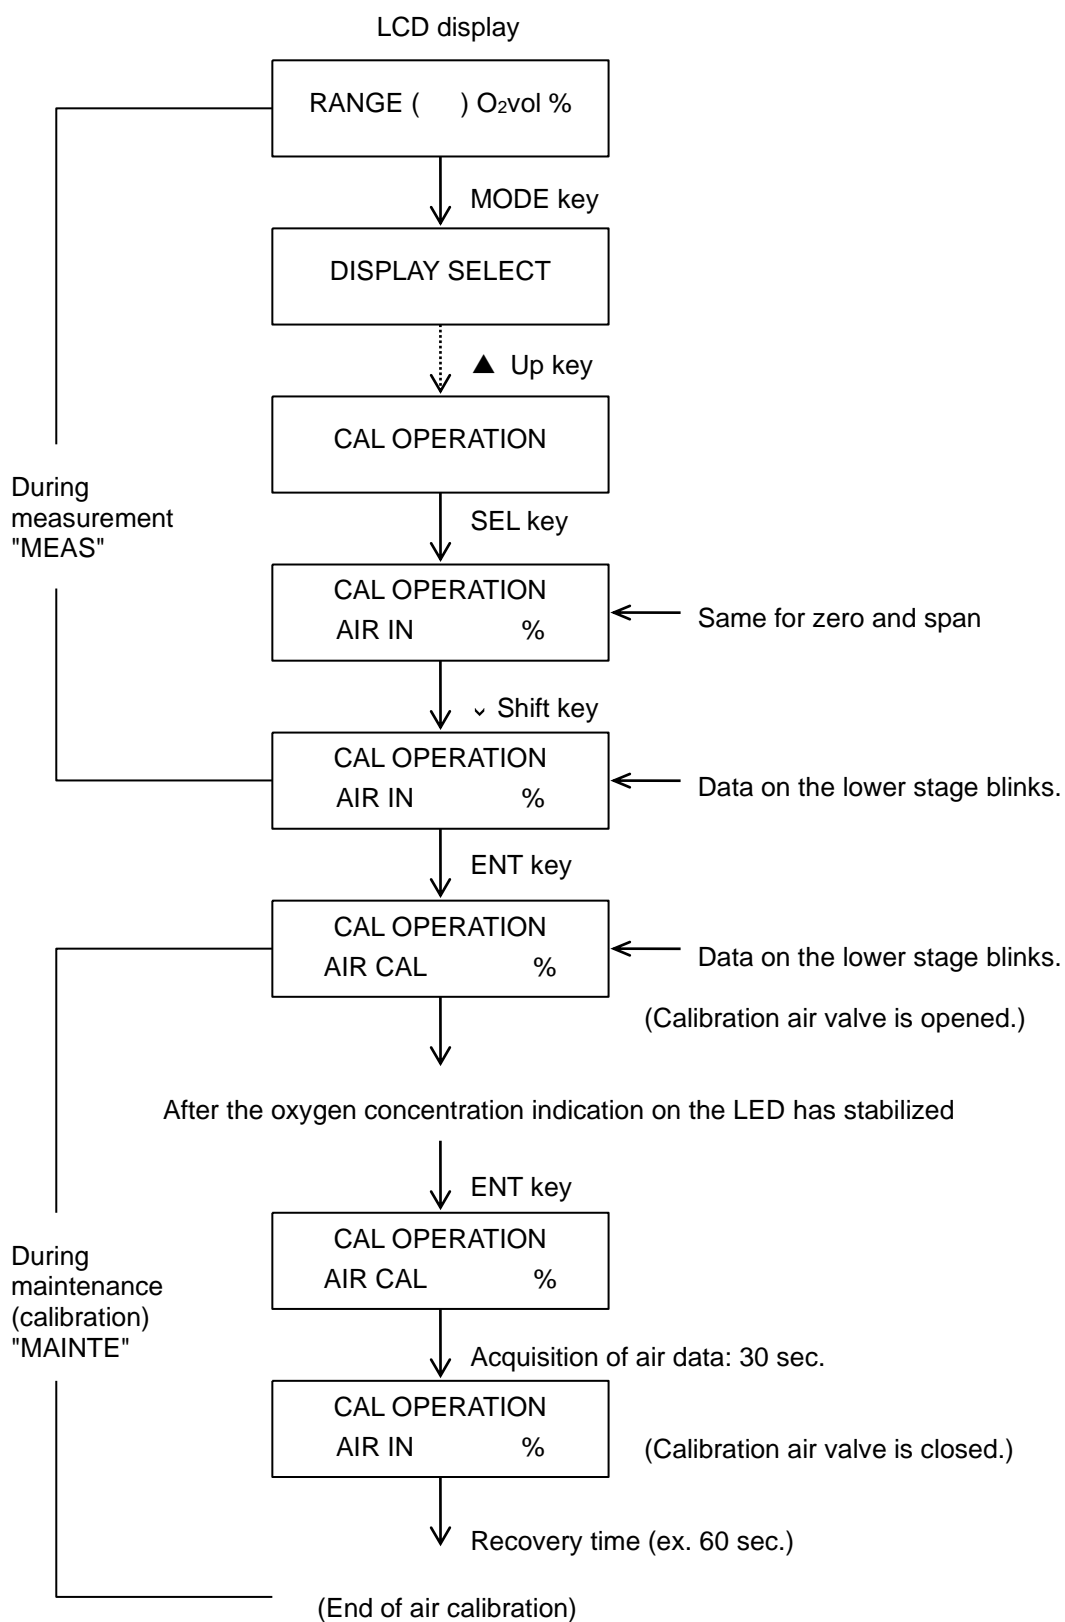 LCD display
RANGE (     ) O₂vol %
MODE key
DISPLAY SELECT
▲ Up key
CAL OPERATION
During
measurement
"MEAS"
SEL key
CAL OPERATION
AIR IN %
Same for zero and span
⌄ Shift key
CAL OPERATION
AIR IN %
Data on the lower stage blinks.
ENT key
CAL OPERATION
AIR CAL %
Data on the lower stage blinks.
(Calibration air valve is opened.)
After the oxygen concentration indication on the LED has stabilized
ENT key
CAL OPERATION
AIR CAL %
During
maintenance
(calibration)
"MAINTE"
Acquisition of air data: 30 sec.
CAL OPERATION
AIR IN %
(Calibration air valve is closed.)
Recovery time (ex. 60 sec.)
(End of air calibration)